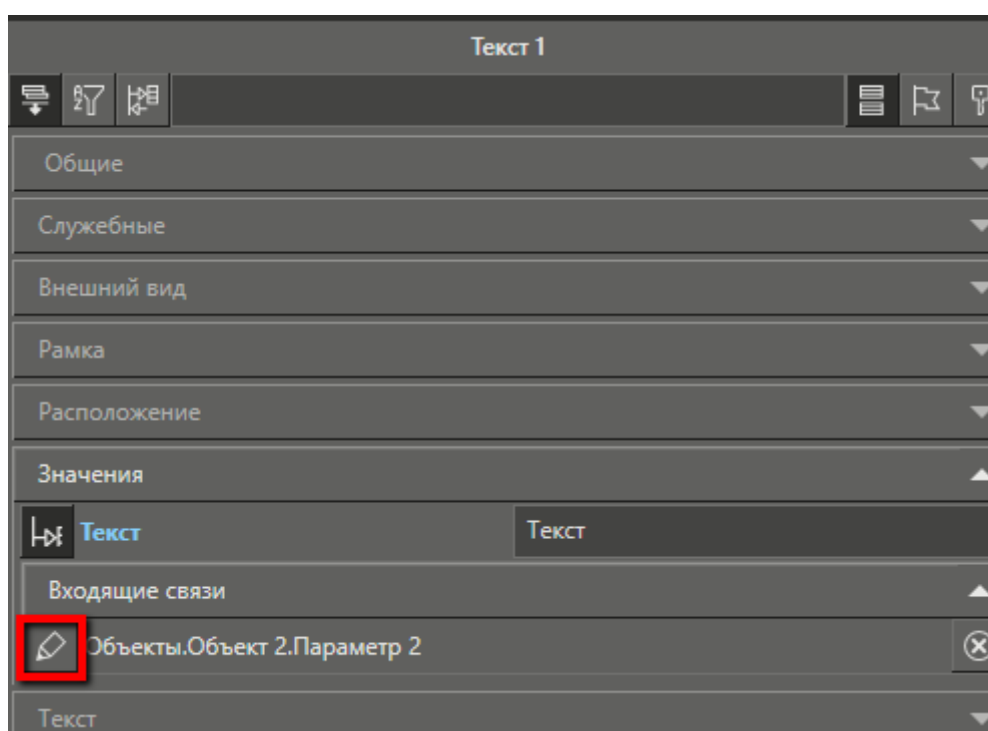 Текст 1
Общие
Служебные
Внешний вид
Рамка
Расположение
Значения
Текст Текст
Входящие связи
Объекты.Объект 2.Параметр 2
Текст